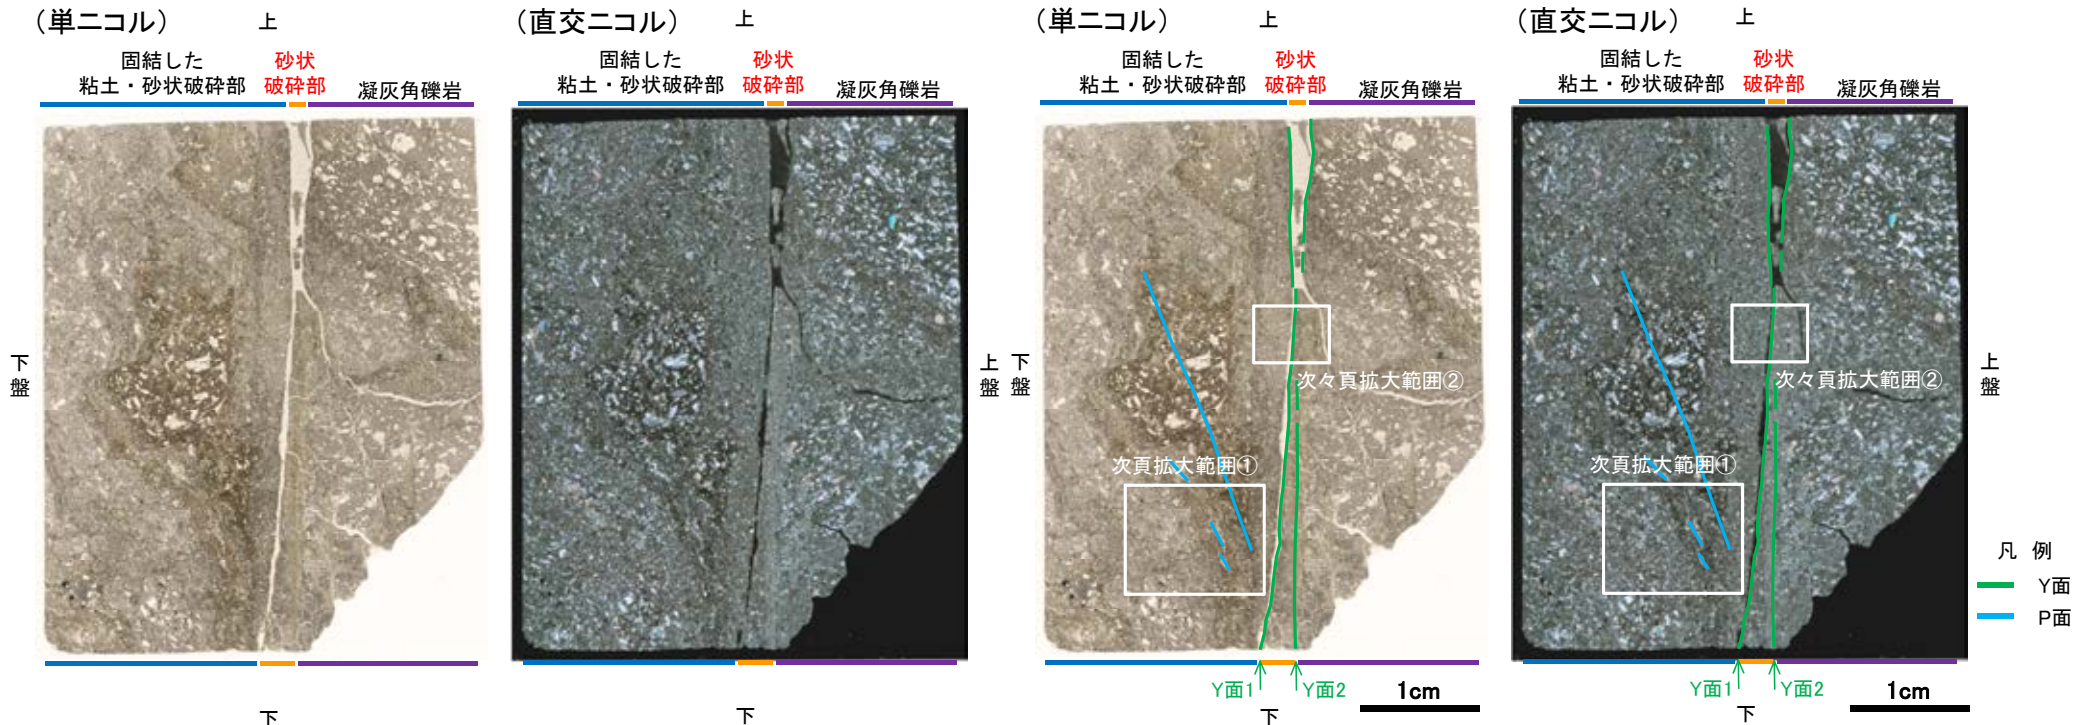 （単ニコル）
上
固結した
粘土・砂状破砕部
砂状
破砕部
凝灰角礫岩
下
盤
上
盤
下
（直交ニコル）
上
固結した
粘土・砂状破砕部
砂状
破砕部
凝灰角礫岩
下
（単ニコル）
上
固結した
粘土・砂状破砕部
砂状
破砕部
凝灰角礫岩
下
盤
次々頁拡大範囲②
次頁拡大範囲①
Y面1
Y面2
1cm
下
（直交ニコル）
上
固結した
粘土・砂状破砕部
砂状
破砕部
凝灰角礫岩
上
盤
次々頁拡大範囲②
次頁拡大範囲①
Y面1
Y面2
1cm
下
凡 例
Y面
P面